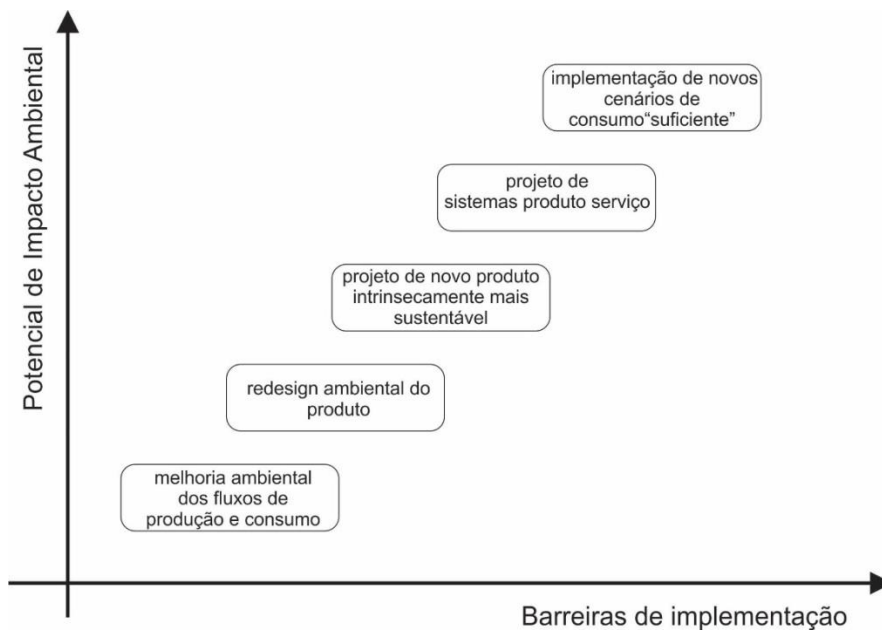 Potencial de Impacto Ambiental
implementação de novos
cenários de
consumo“suficiente”
projeto de
sistemas produto serviço
projeto de novo produto
intrinsecamente mais
sustentável
redesign ambiental do
produto
melhoria ambiental
dos fluxos de
produção e consumo
Barreiras de implementação